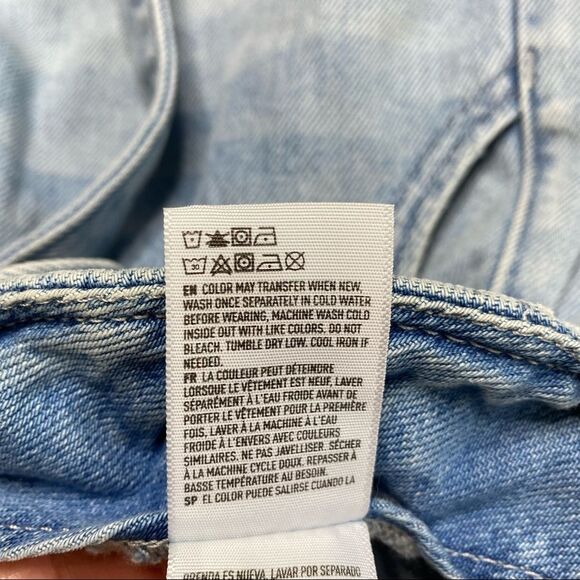 30
EN COLOR MAY TRANSFER WHEN NEW,
WASH ONCE SEPARATELY IN COLD WATER
BEFORE WEARING, MACHINE WASH COLD
INSIDE OUT WITH LIKE COLORS. DO NOT
BLEACH. TUMBLE DRY LOW. COOL IRON IF
NEEDED.
FR LA COULEUR PEUT DÉTEINDRE
LORSQUE LE VÊTEMENT EST NEUF, LAVER
SÉPARÉMENT À L'EAU FROIDE AVANT DE
PORTER LE VÊTEMENT POUR LA PREMIÈRE
FOIS, LAVER À LA MACHINE À L'EAU
FROIDE À L'ENVERS AVEC COULEURS
SIMILAIRES. NE PAS JAVELLISER. SÉCHER
À LA MACHINE CYCLE DOUX. REPASSER À
BASSE TEMPÉRATURE AU BESOIN.
SP EL COLOR PUEDE SALIRSE CUANDO LA
PRENDA ES NUEVA, LAVAR POR SEPARADO